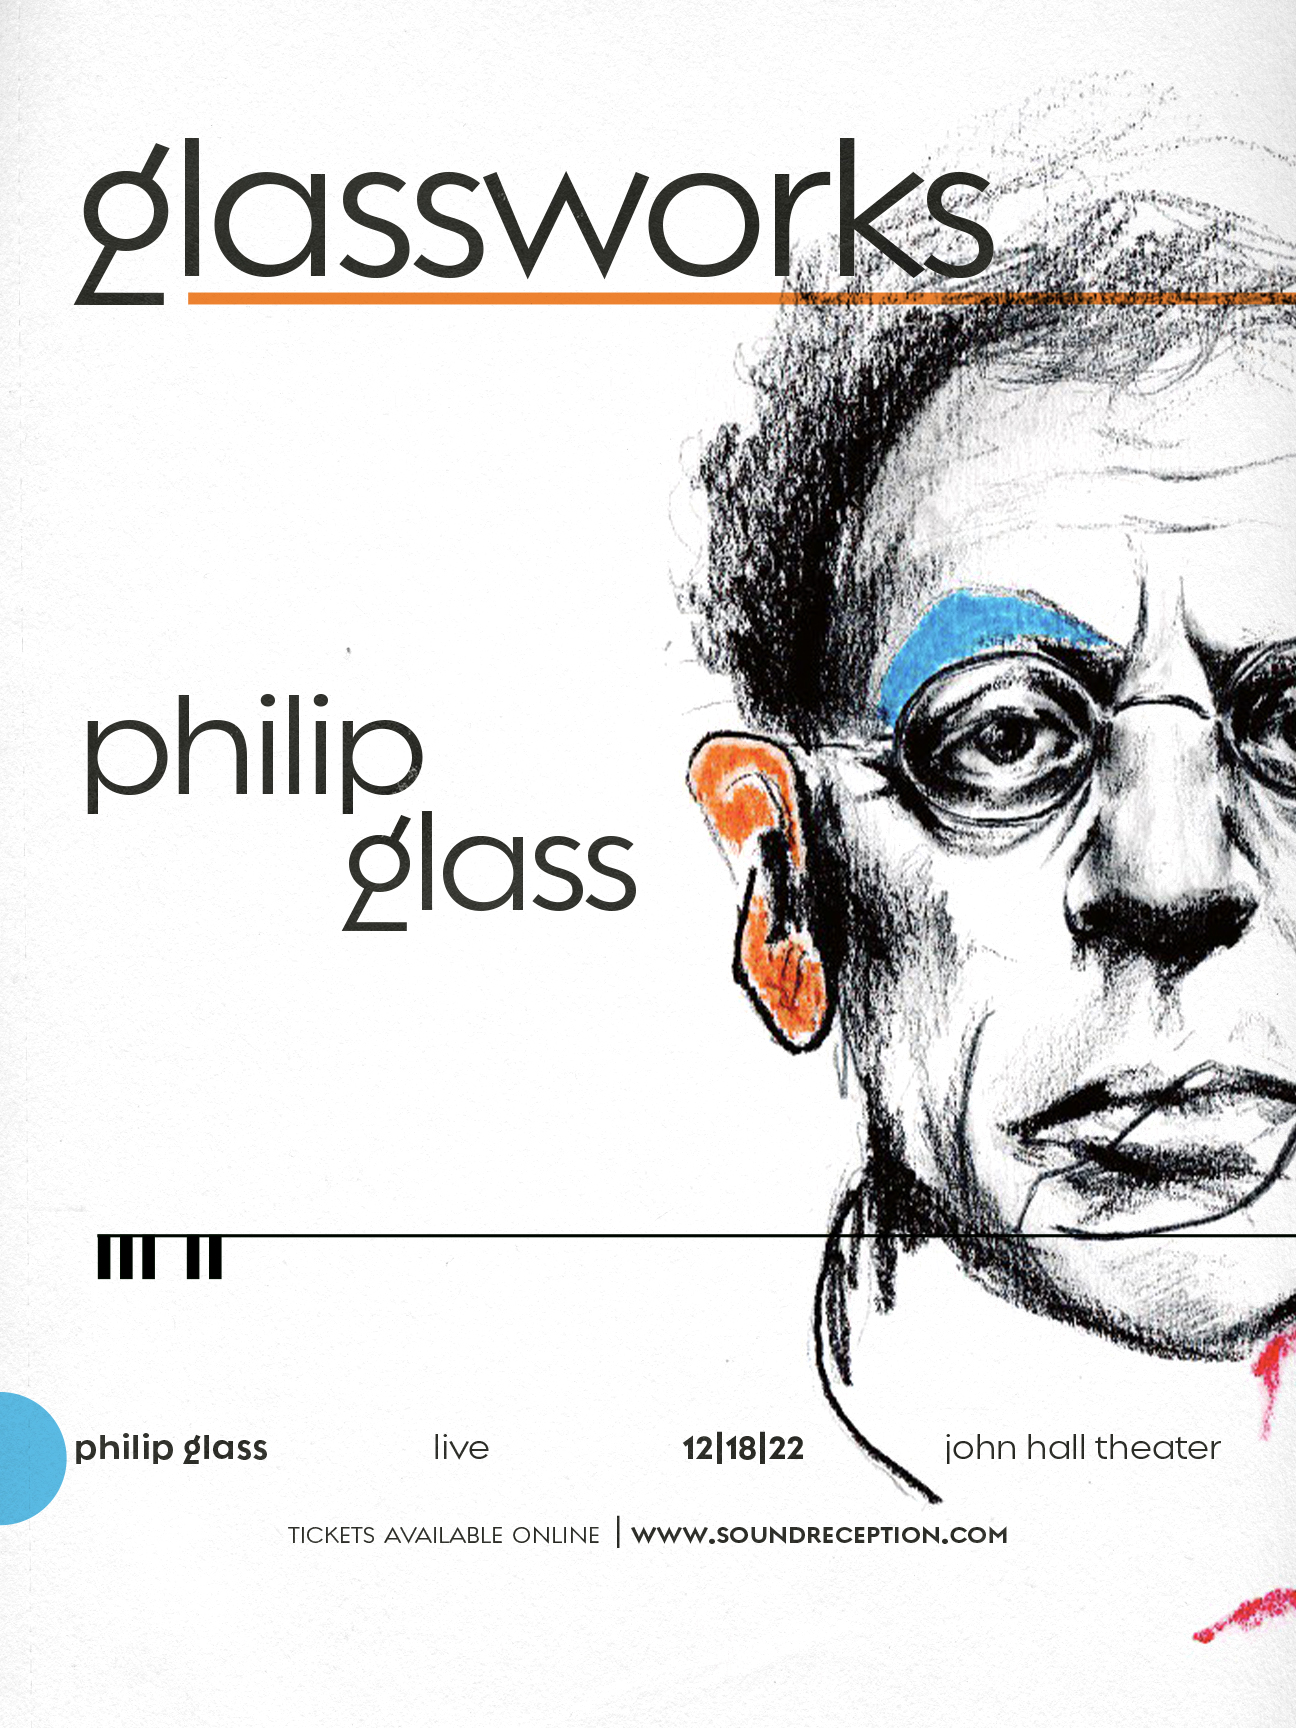 glassworks
philip
glass
philip glass live 12|18|22 john hall theater
TICKETS AVAILABLE ONLINE | WWW.SOUNDRECEPTION.COM